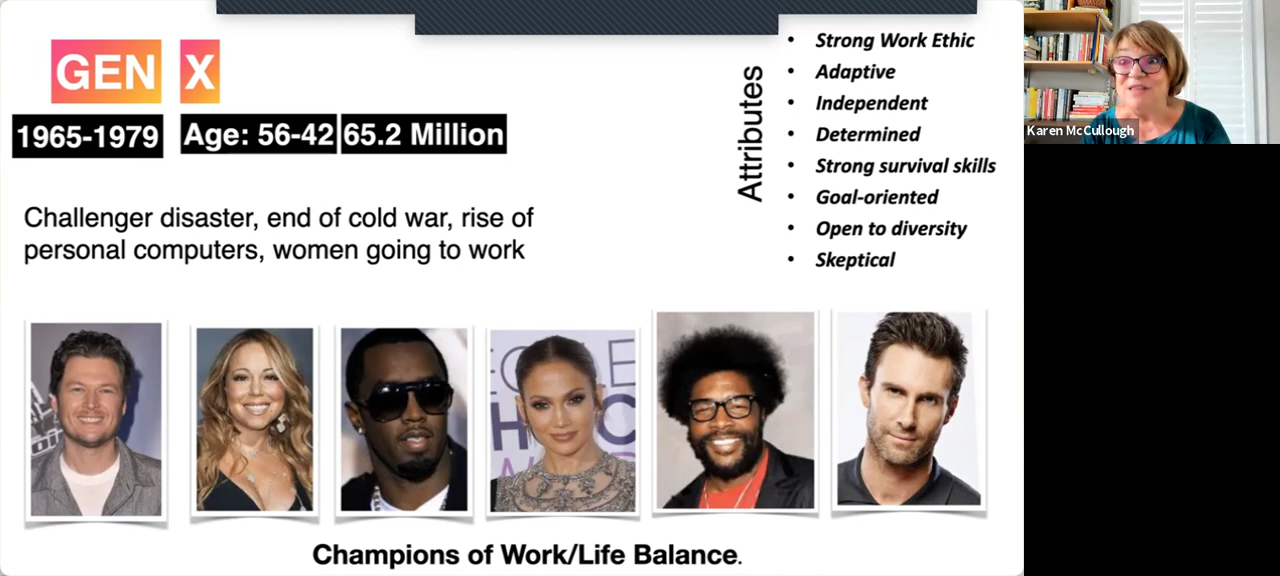 GEN X
1965-1979 Age: 56-42 65.2 Million
Challenger disaster, end of cold war, rise of
personal computers, women going to work
Attributes
• Strong Work Ethic
• Adaptive
• Independent
• Determined
• Strong survival skills
• Goal-oriented
• Open to diversity
• Skeptical
Karen McCullough
Champions of Work/Life Balance.